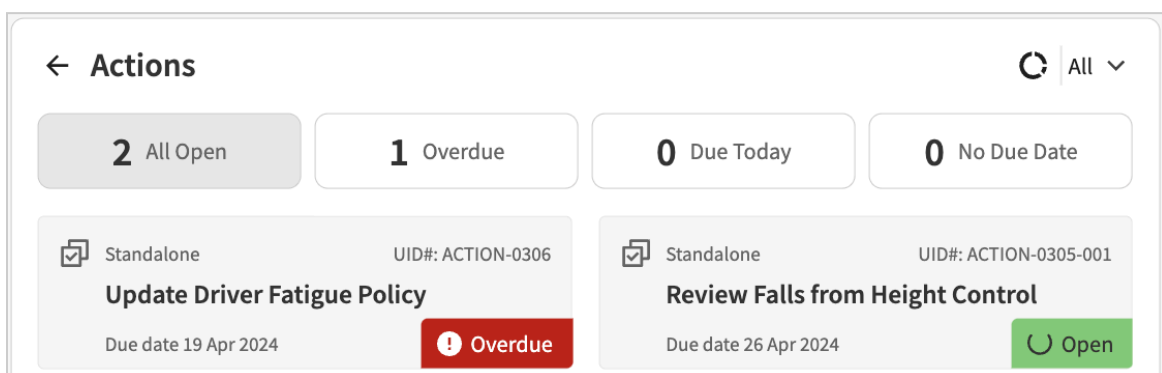 Actions
All
2 All Open
1 Overdue
0 Due Today
0 No Due Date
Standalone
UID#: ACTION-0306
Update Driver Fatigue Policy
Due date 19 Apr 2024
Overdue
Standalone
UID#: ACTION-0305-001
Review Falls from Height Control
Due date 26 Apr 2024
Open